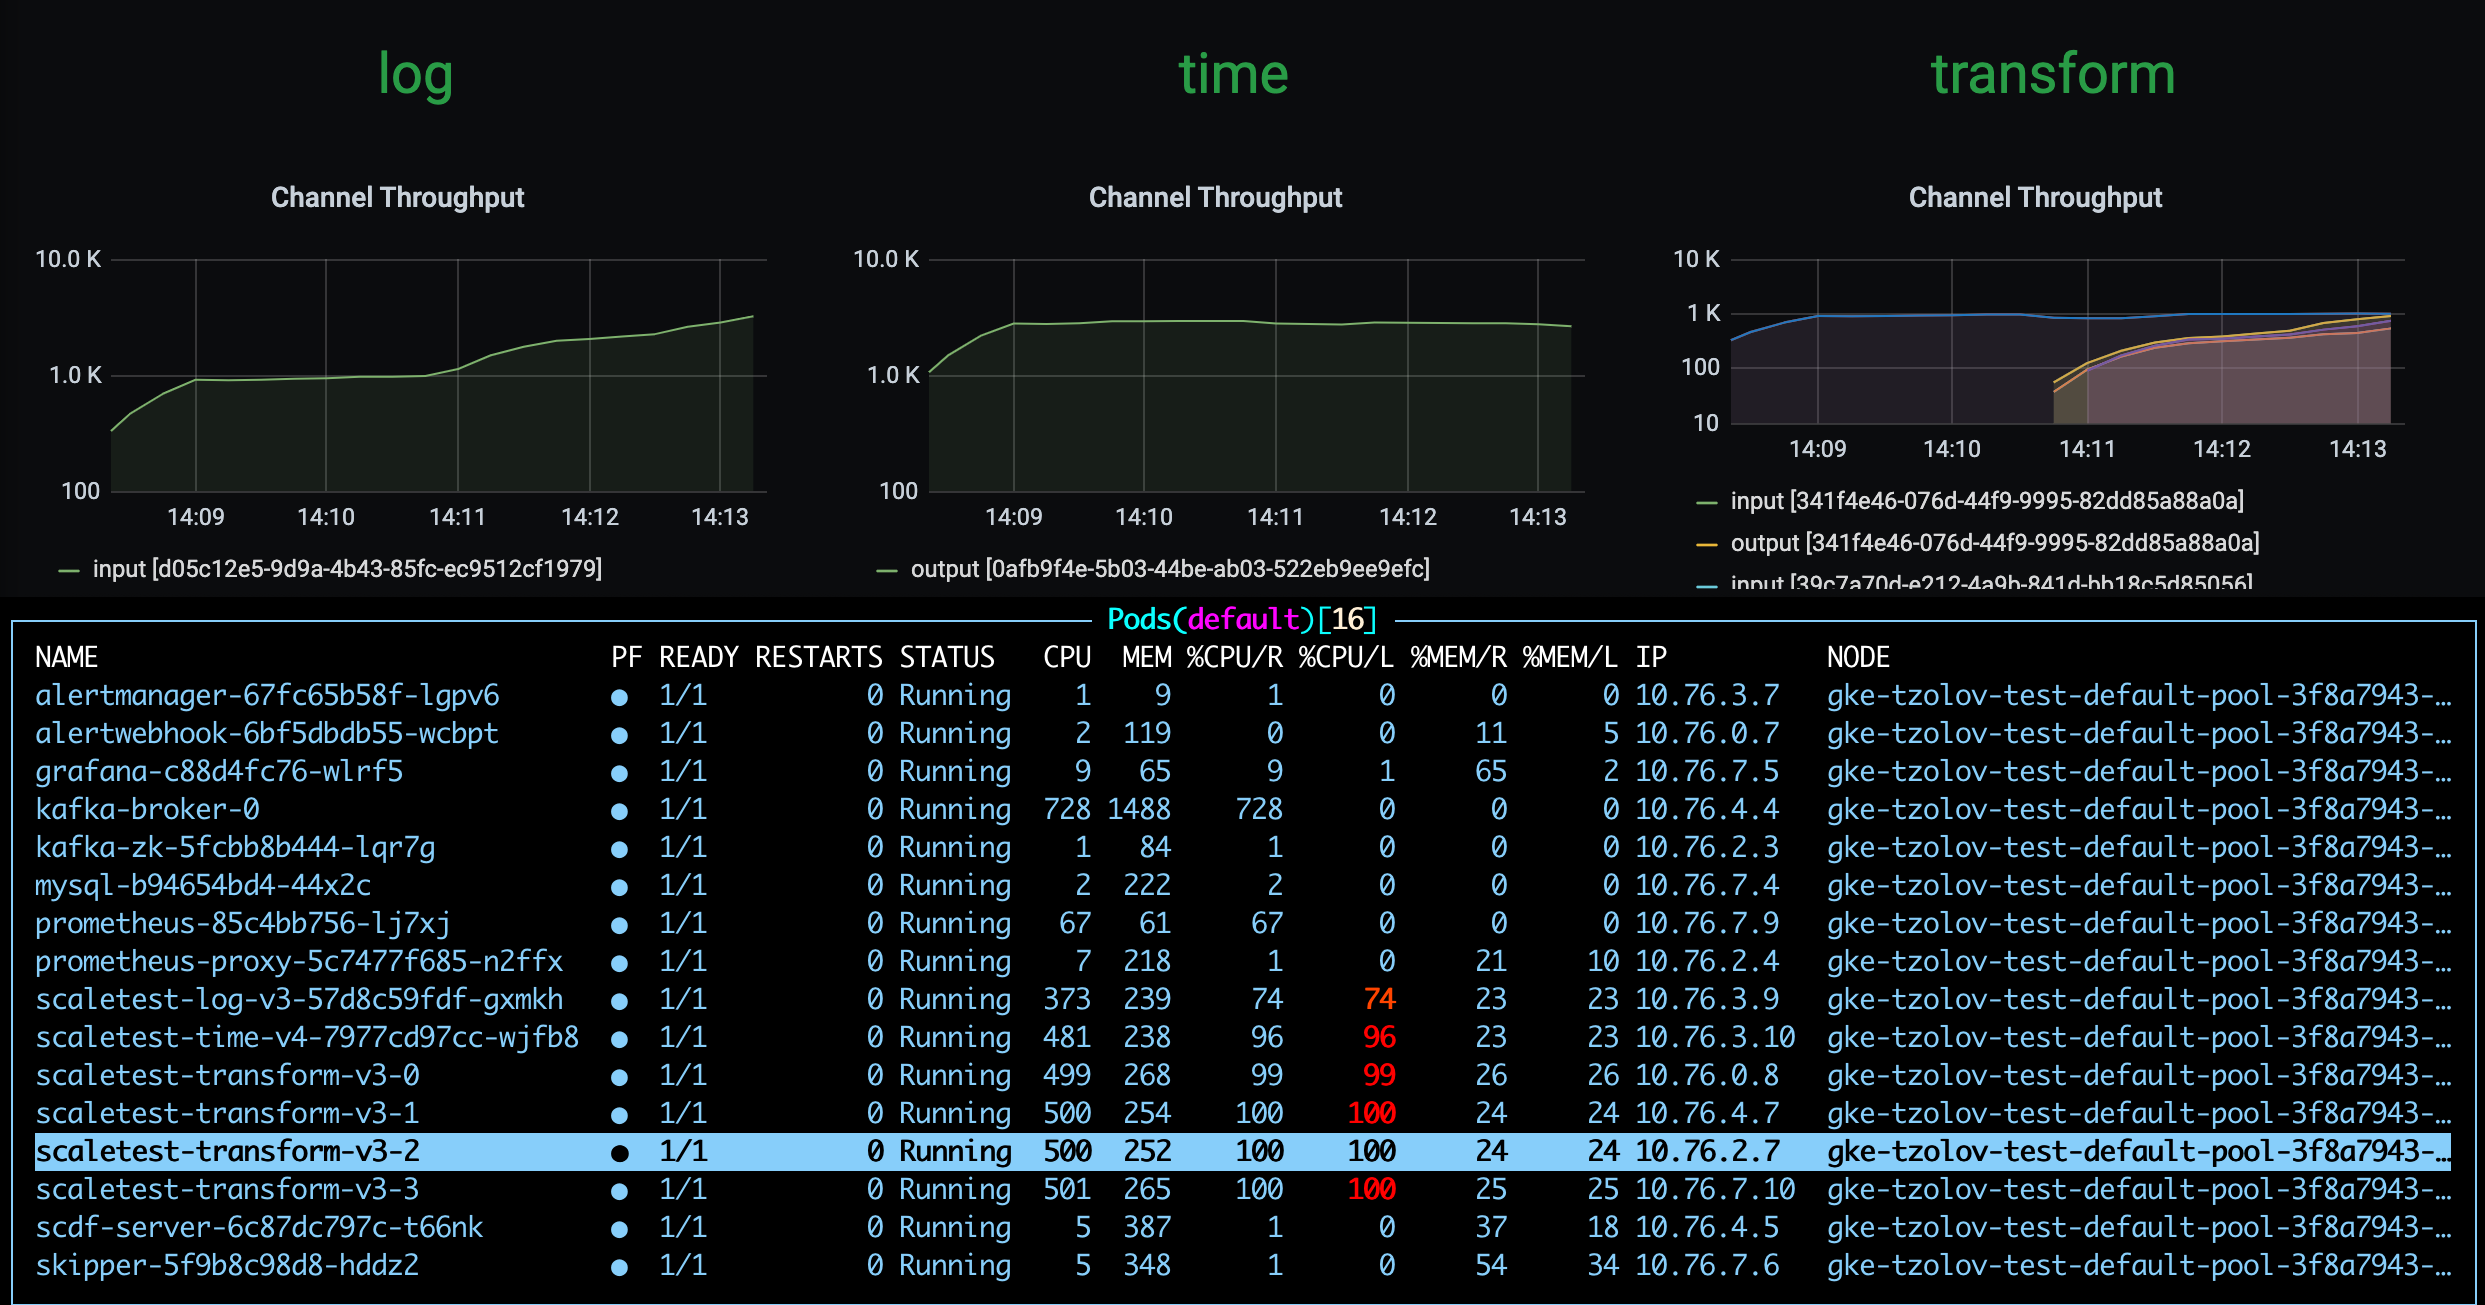 log
time
transform
Channel Throughput
Channel Throughput
Channel Throughput
10.0 K
1.0 K
100
14:09 14:10 14:11 14:12 14:13
input [d05c12e5-9d9a-4b43-85fc-ec9512cf1979]
10.0 K
1.0 K
100
14:09 14:10 14:11 14:12 14:13
output [0afb9f4e-5b03-44be-ab03-522eb9ee9efc]
10 K
1 K
100
10
14:09 14:10 14:11 14:12 14:13
input [341f4e46-076d-44f9-9995-82dd85a88a0a]
output [341f4e46-076d-44f9-9995-82dd85a88a0a]
input [39c7a70d-e212-4a9b-841d-bb18c5d85056]
Pods(default)[16]
NAME PF READY RESTARTS STATUS CPU MEM %CPU/R %CPU/L %MEM/R %MEM/L IP NODE
alertmanager-67fc65b58f-lgpv6 ● 1/1 0 Running 1 9 1 0 0 0 10.76.3.7 gke-tzolov-test-default-pool-3f8a7943-…
alertwebhook-6bf5dbdb55-wcbpt ● 1/1 0 Running 2 119 0 0 11 5 10.76.0.7 gke-tzolov-test-default-pool-3f8a7943-…
grafana-c88d4fc76-wlrf5 ● 1/1 0 Running 9 65 9 1 65 2 10.76.7.5 gke-tzolov-test-default-pool-3f8a7943-…
kafka-broker-0 ● 1/1 0 Running 728 1488 728 0 0 0 10.76.4.4 gke-tzolov-test-default-pool-3f8a7943-…
kafka-zk-5fcbb8b444-lqr7g ● 1/1 0 Running 1 84 1 0 0 0 10.76.2.3 gke-tzolov-test-default-pool-3f8a7943-…
mysql-b94654bd4-44x2c ● 1/1 0 Running 2 222 2 0 0 0 10.76.7.4 gke-tzolov-test-default-pool-3f8a7943-…
prometheus-85c4bb756-lj7xj ● 1/1 0 Running 67 61 67 0 0 0 10.76.7.9 gke-tzolov-test-default-pool-3f8a7943-…
prometheus-proxy-5c7477f685-n2ffx ● 1/1 0 Running 7 218 1 0 21 10 10.76.2.4 gke-tzolov-test-default-pool-3f8a7943-…
scaletest-log-v3-57d8c59fdf-gxmkh ● 1/1 0 Running 373 239 74 74 23 23 10.76.3.9 gke-tzolov-test-default-pool-3f8a7943-…
scaletest-time-v4-7977cd97cc-wjfb8 ● 1/1 0 Running 481 238 96 96 23 23 10.76.3.10 gke-tzolov-test-default-pool-3f8a7943-…
scaletest-transform-v3-0 ● 1/1 0 Running 499 268 99 99 26 26 10.76.0.8 gke-tzolov-test-default-pool-3f8a7943-…
scaletest-transform-v3-1 ● 1/1 0 Running 500 254 100 100 24 24 10.76.4.7 gke-tzolov-test-default-pool-3f8a7943-…
scaletest-transform-v3-2 ● 1/1 0 Running 500 252 100 100 24 24 10.76.2.7 gke-tzolov-test-default-pool-3f8a7943-…
scaletest-transform-v3-3 ● 1/1 0 Running 501 265 100 100 25 25 10.76.7.10 gke-tzolov-test-default-pool-3f8a7943-…
scdf-server-6c87dc797c-t66nk ● 1/1 0 Running 5 387 1 0 37 18 10.76.4.5 gke-tzolov-test-default-pool-3f8a7943-…
skipper-5f9b8c98d8-hddz2 ● 1/1 0 Running 5 348 1 0 54 34 10.76.7.6 gke-tzolov-test-default-pool-3f8a7943-…